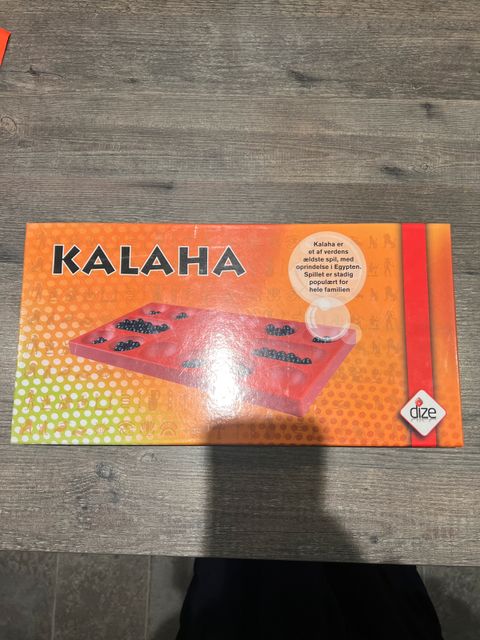 KALAHA
Kalaha er
et af verdens
ældste spil, med
oprindelse i Egypten.
Spillet er stadig
populært for
hele familien
dize